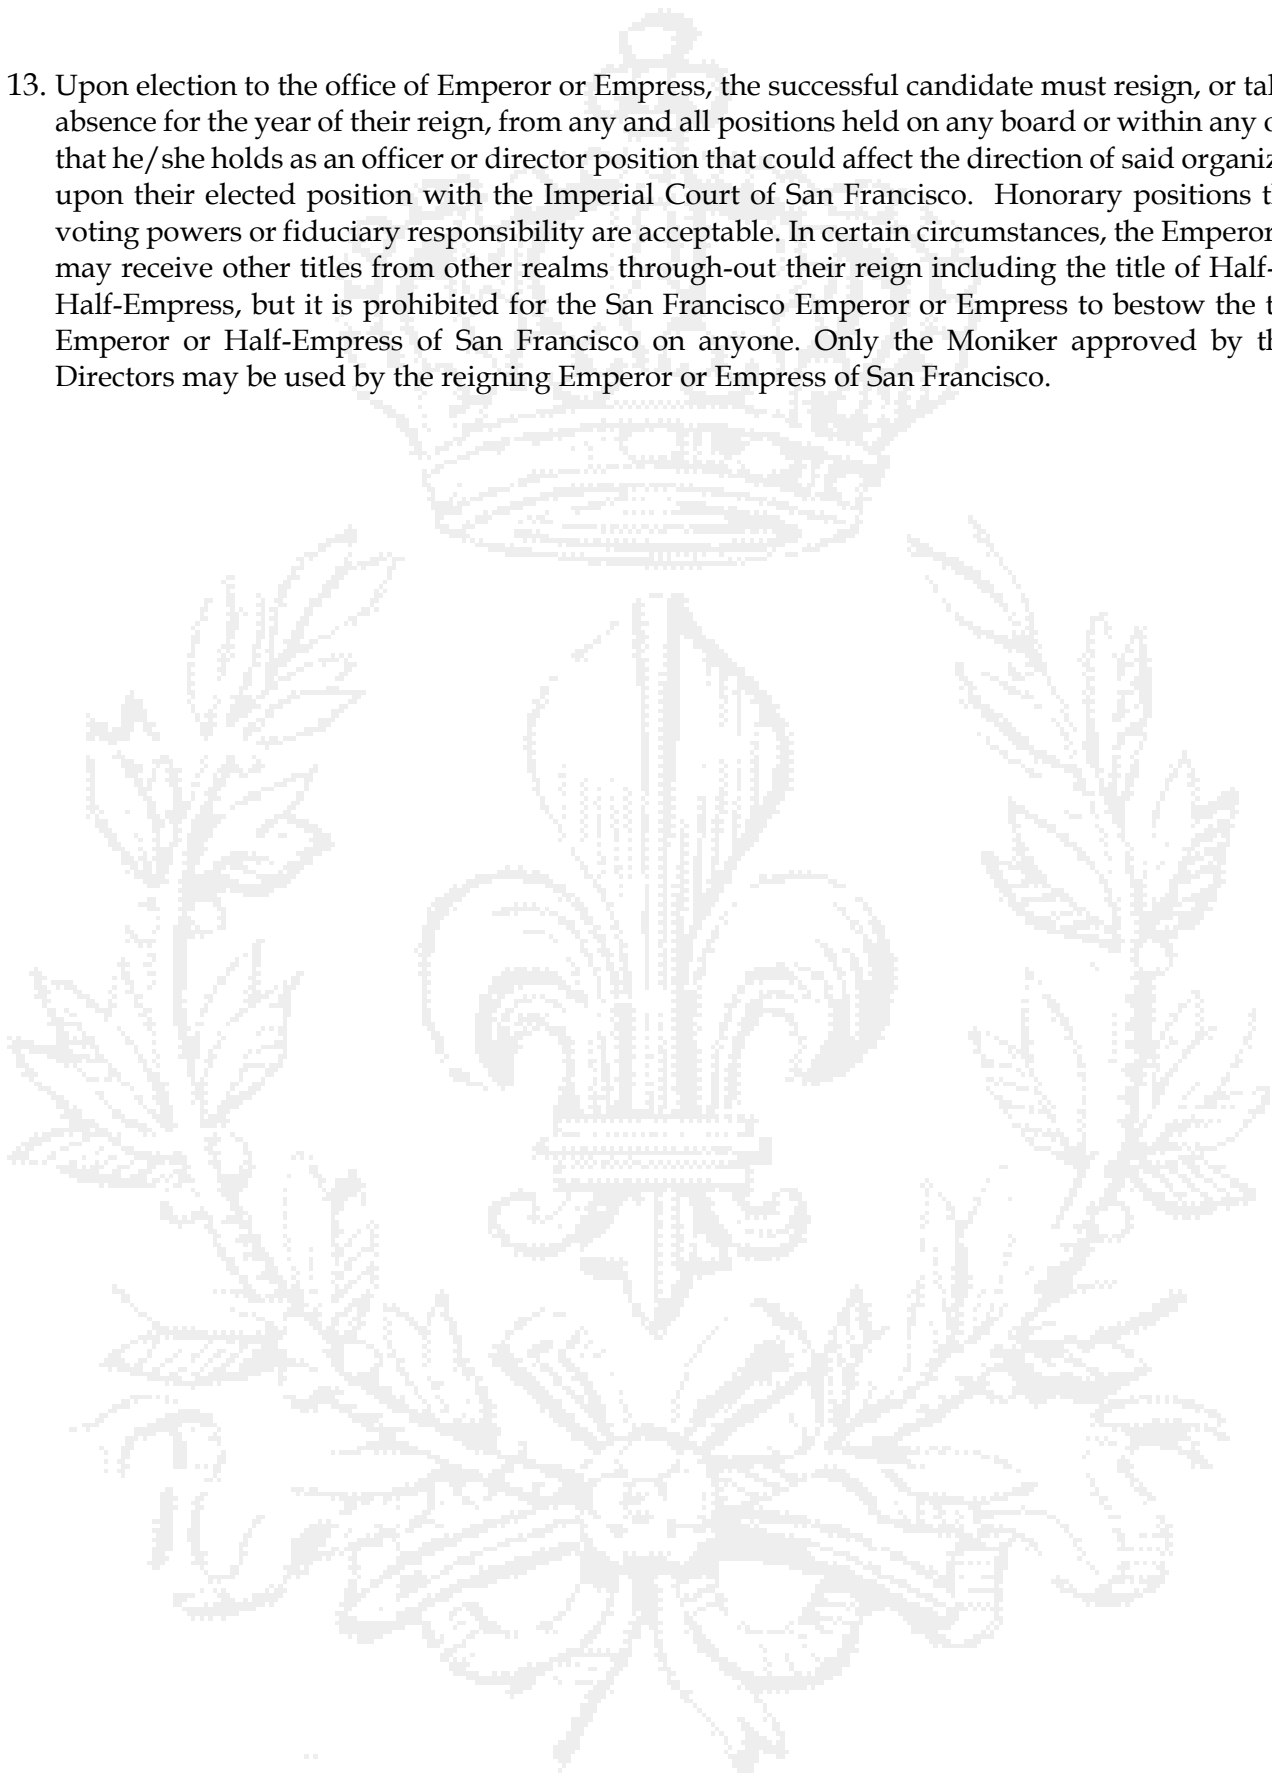 13. Upon election to the office of Emperor or Empress, the successful candidate must resign, or
absence for the year of their reign, from any and all positions held on any board or within any
that he/she holds as an officer or director position that could affect the direction of said
upon their elected position with the Imperial Court of San Francisco. Honorary positions
voting powers or fiduciary responsibility are acceptable. In certain circumstances, the Emperor
may receive other titles from other realms through-out their reign including the title of Half-
Half-Empress, but it is prohibited for the San Francisco Emperor or Empress to bestow the
Emperor or Half-Empress of San Francisco on anyone. Only the Moniker approved by
Directors may be used by the reigning Emperor or Empress of San Francisco.